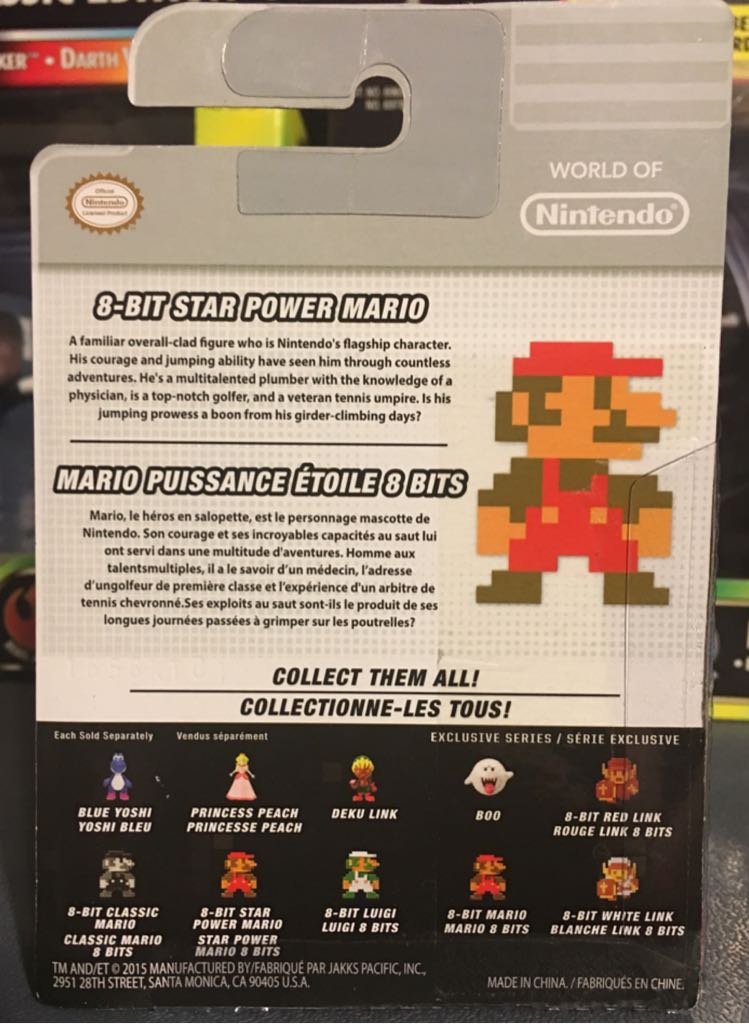 KER™ • DARTH
WORLD OF
Nintendo®
Official
Nintendo
Licensed Product
8-BIT STAR POWER MARIO
A familiar overall-clad figure who is Nintendo's flagship character.
His courage and jumping ability have seen him through countless
adventures. He's a multitalented plumber with the knowledge of a
physician, is a top-notch golfer, and a veteran tennis umpire. Is his
jumping prowess a boon from his girder-climbing days?
MARIO PUISSANCE ÉTOILE 8 BITS
Mario, le héros en salopette, est le personnage mascotte de
Nintendo. Son courage et ses incroyables capacités au saut lui
ont servi dans une multitude d'aventures. Homme aux
talentsmultiples, il a le savoir d'un médecin, l'adresse
d'ungolfeur de première classe et l'expérience d'un arbitre de
tennis chevronné.Ses exploits au saut sont-ils le produit de ses
longues journées passées à grimper sur les poutrelles?
COLLECT THEM ALL!
COLLECTIONNE-LES TOUS!
Each Sold Separately Vendus séparément
EXCLUSIVE SERIES / SÉRIE EXCLUSIVE
BLUE YOSHI
YOSHI BLEU
PRINCESS PEACH
PRINCESSE PEACH
DEKU LINK
BOO
8-BIT RED LINK
ROUGE LINK 8 BITS
8-BIT CLASSIC
MARIO
CLASSIC MARIO
8 BITS
8-BIT STAR
POWER MARIO
STAR POWER
MARIO 8 BITS
8-BIT LUIGI
LUIGI 8 BITS
8-BIT MARIO
MARIO 8 BITS
8-BIT WHITE LINK
BLANCHE LINK 8 BITS
TM AND/ET © 2015 MANUFACTURED BY/FABRIQUÉ PAR JAKKS PACIFIC, INC.,
2951 28TH STREET, SANTA MONICA, CA 90405 U.S.A.
MADE IN CHINA. / FABRIQUÉS EN CHINE.